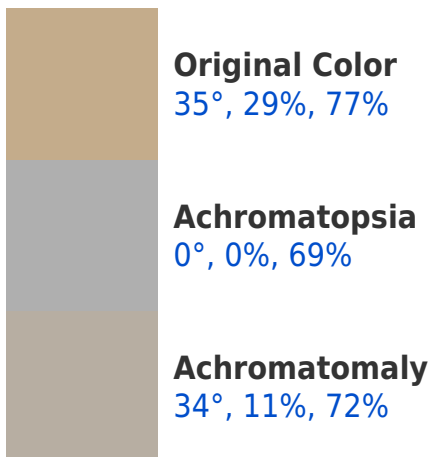 Original Color
35°, 29%, 77%
Achromatopsia
0°, 0%, 69%
Achromatomaly
34°, 11%, 72%